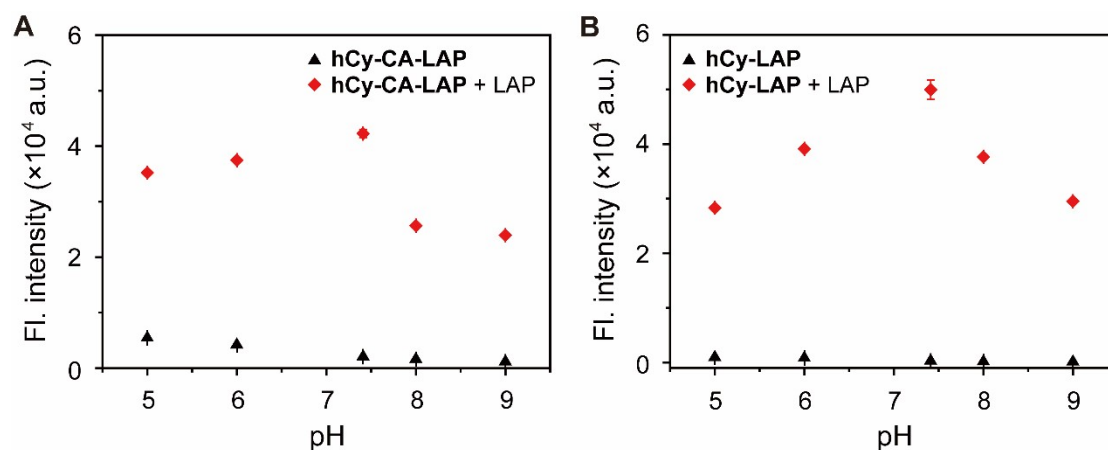 A
hCy-CA-LAP
hCy-CA-LAP + LAP
Fl. intensity (×10⁴ a.u.)
6
4
2
0
5 6 7 8 9
pH
B
hCy-LAP
hCy-LAP + LAP
Fl. intensity (×10⁴ a.u.)
6
4
2
0
5 6 7 8 9
pH